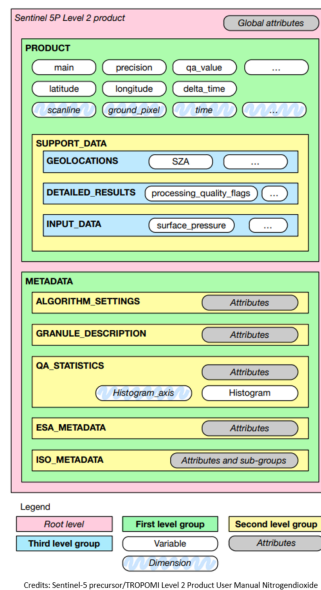 Sentinel 5P Level 2 product
Global attributes
PRODUCT
main precision qa_value ...
latitude longitude delta_time
scanline ground_pixel time ...
SUPPORT_DATA
GEOLOCATIONS SZA ...
DETAILED_RESULTS processing_quality_flags ...
INPUT_DATA surface_pressure ...
METADATA
ALGORITHM_SETTINGS Attributes
GRANULE_DESCRIPTION Attributes
QA_STATISTICS Attributes
Histogram_axis Histogram
ESA_METADATA Attributes
ISO_METADATA Attributes and sub-groups
Legend
Root level First level group Second level group
Third level group Variable Attributes
Dimension
Credits: Sentinel-5 precursor/TROPOMI Level 2 Product User Manual Nitrogendioxide